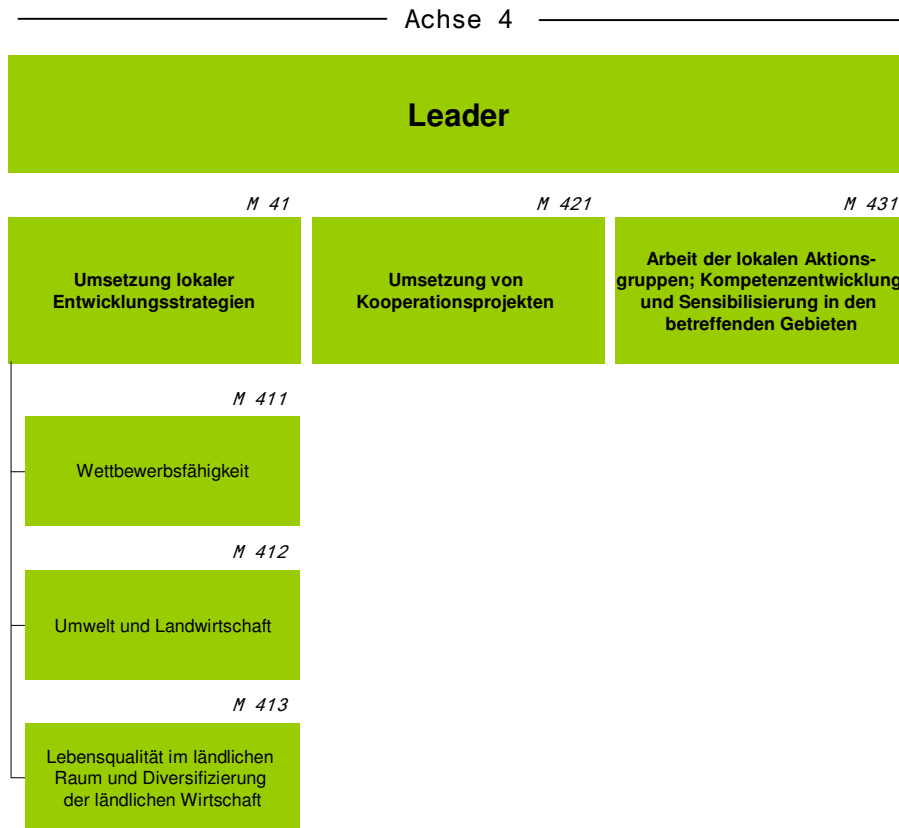 Achse 4
Leader
M 41
Umsetzung lokaler
Entwicklungsstrategien
M 421
Umsetzung von
Kooperationsprojekten
M 431
Arbeit der lokalen Aktions-
gruppen; Kompetenzentwicklung
und Sensibilisierung in den
betreffenden Gebieten
M 411
Wettbewerbsfähigkeit
M 412
Umwelt und Landwirtschaft
M 413
Lebensqualität im ländlichen
Raum und Diversifizierung
der ländlichen Wirtschaft